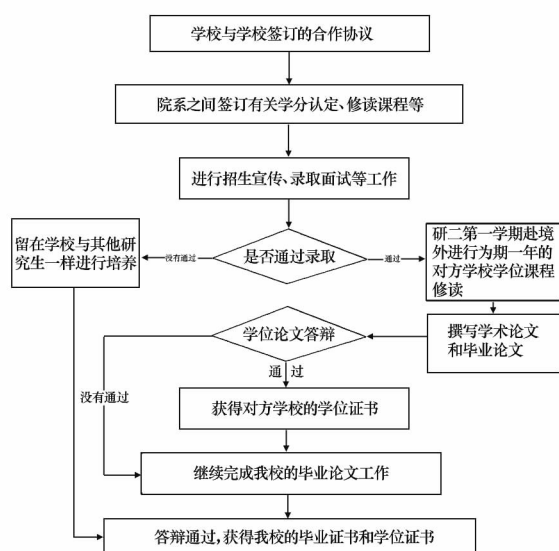 学校与学校签订的合作协议
院系之间签订有关学分认定、修读课程等
进行招生宣传、录取面试等工作
留在学校与其他研
究生一样进行培养
没有通过
是否通过录取
通过
研二第一学期赴境
外进行为期一年的
对方学校学位课程
修读
学位论文答辩
撰写学术论文
和毕业论文
通 过
没有通过
获得对方学校的学位证书
继续完成我校的毕业论文工作
答辩通过,获得我校的毕业证书和学位证书